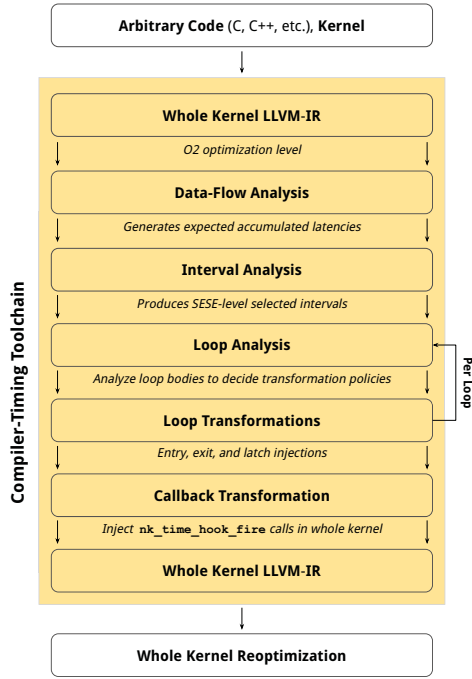 Arbitrary Code (C, C++, etc.), Kernel
Whole Kernel LLVM-IR
O2 optimization level
Data-Flow Analysis
Generates expected accumulated latencies
Interval Analysis
Produces SESE-level selected intervals
Loop Analysis
Analyze loop bodies to decide transformation policies
Loop Transformations
Entry, exit, and latch injections
Callback Transformation
Inject nk_time_hook_fire calls in whole kernel
Whole Kernel LLVM-IR
Whole Kernel Reoptimization
Compiler-Timing Toolchain
Per Loop